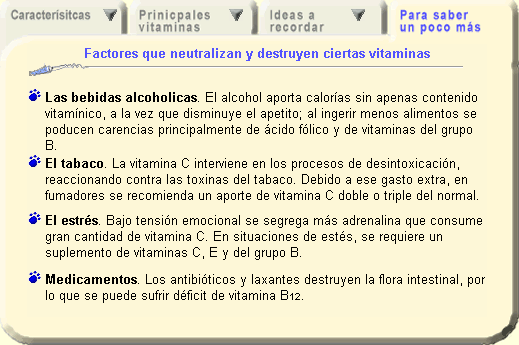 Caracterísitcas
Prinicpales
vitaminas
Ideas a
recordar
Para saber
un poco más
Factores que neutralizan y destruyen ciertas vitaminas
Las bebidas alcoholicas. El alcohol aporta calorías sin apenas contenido
vitamínico, a la vez que disminuye el apetito; al ingerir menos alimentos se
poducen carencias principalmente de ácido fólico y de vitaminas del grupo
B.
El tabaco. La vitamina C interviene en los procesos de desintoxicación,
reaccionando contra las toxinas del tabaco. Debido a ese gasto extra, en
fumadores se recomienda un aporte de vitamina C doble o triple del normal.
El estrés. Bajo tensión emocional se segrega más adrenalina que consume
gran cantidad de vitamina C. En situaciones de estés, se requiere un
suplemento de vitaminas C, E y del grupo B.
Medicamentos. Los antibióticos y laxantes destruyen la flora intestinal, por
lo que se puede sufrir déficit de vitamina B12.